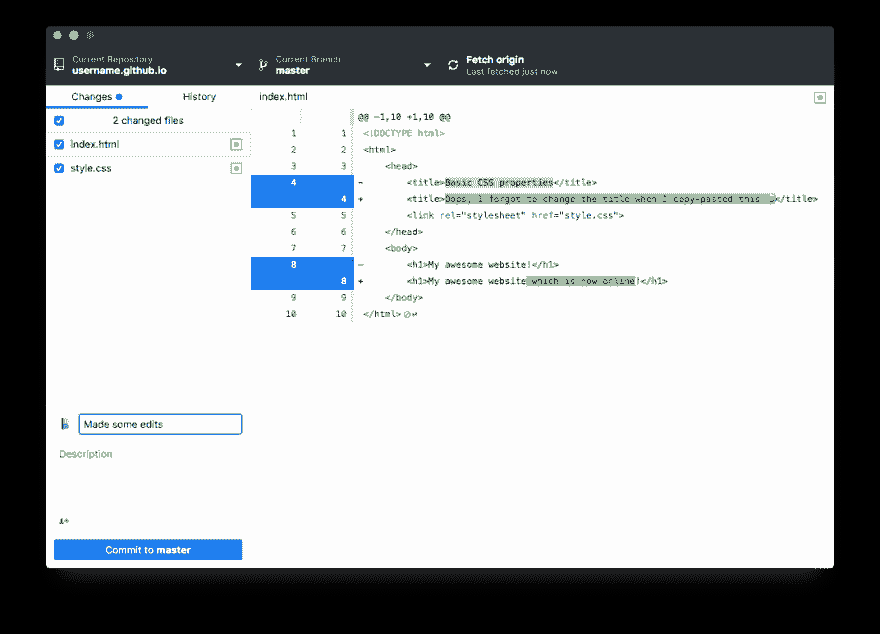 Current Repository
username.github.io
Current Branch
master
Fetch origin
Last fetched just now
Changes
History
index.html
2 changed files
index.html
style.css
@@ -1,10 +1,10 @@
1 1 <!DOCTYPE html>
2 2 <html>
3 3 <head>
4 - <title>Basic CSS properties</title>
4 + <title>Oops, I forgot to change the title when I copy-pasted this </title>
5 5 <link rel="stylesheet" href="style.css">
6 6 </head>
7 7 <body>
8 - <h1>My awesome website!</h1>
8 + <h1>My awesome website which is now online!</h1>
9 9 </body>
10 10 </html>
Made some edits
Description
Commit to master